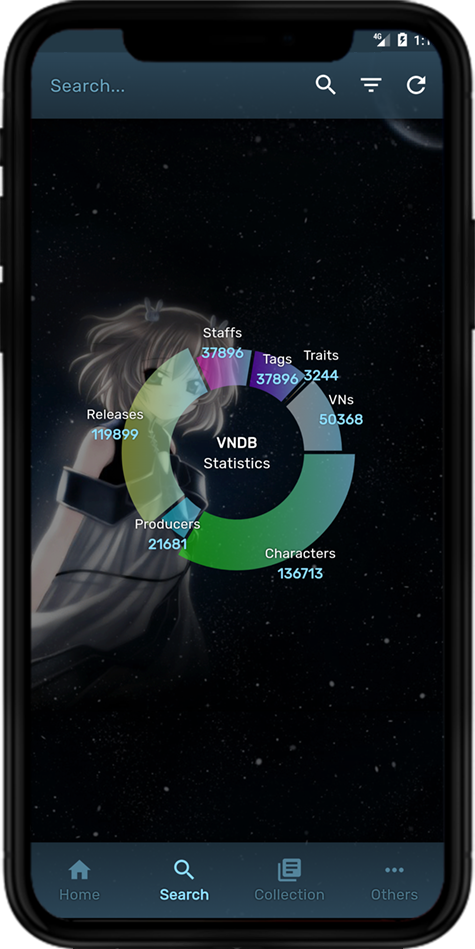 4G 1:1
Search...
Staffs
37896
Tags
37896
Traits
3244
VNs
50368
Releases
119899
VNDB
Statistics
Producers
21681
Characters
136713
Home
Search
Collection
Others